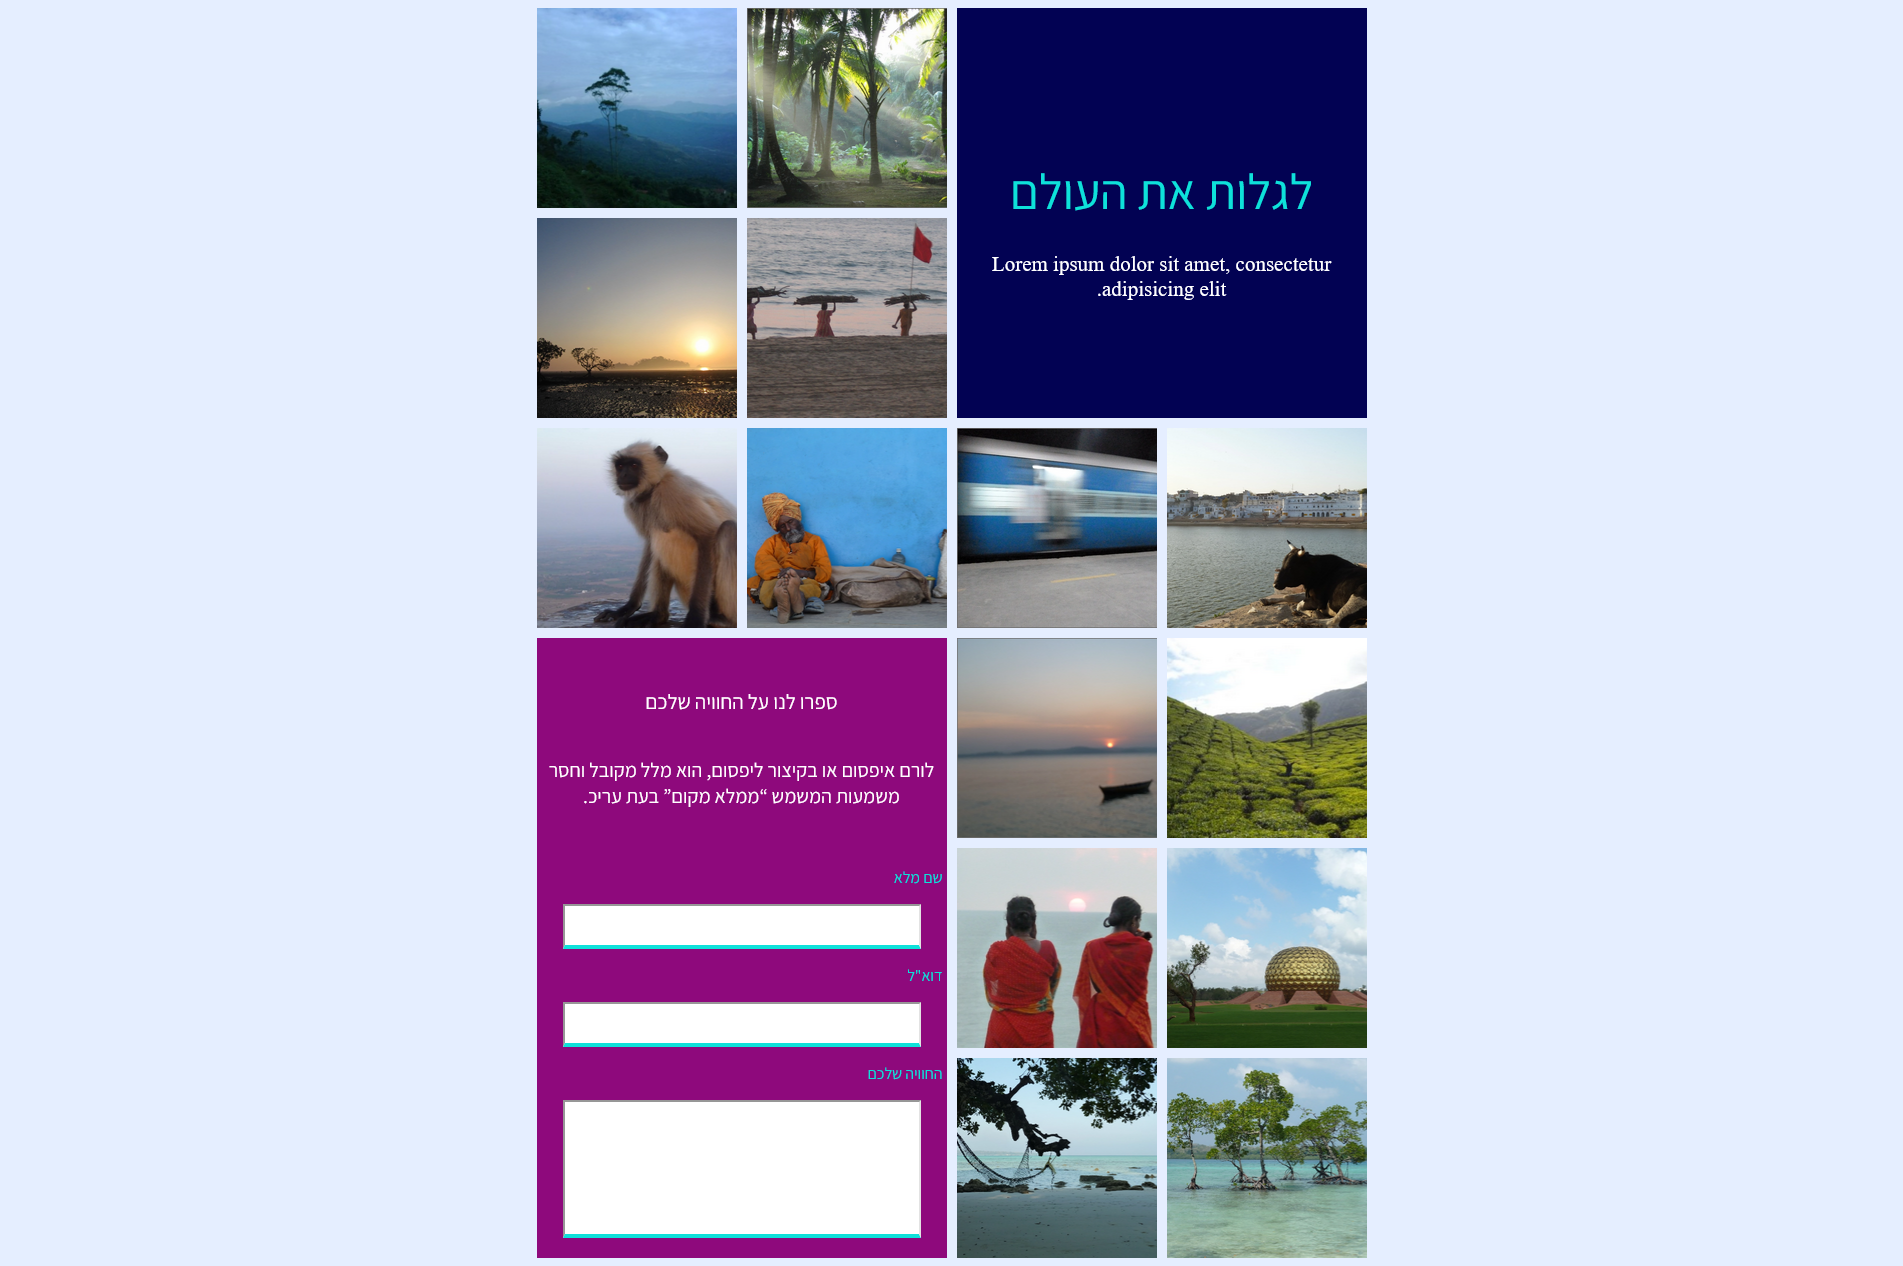 לגלות את העולם
Lorem ipsum dolor sit amet, consectetur
.adipisicing elit
ספרו לנו על החוויה שלכם
לורם איפסום או בקיצור ליפסום, הוא מלל מקובל וחסר
משמעות המשמש “ממלא מקום” בעת עריכ.
שם מלא
דוא"ל
החוויה שלכם